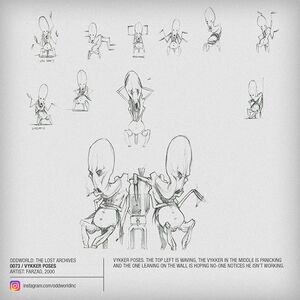 ODDWORLD: THE LOST ARCHIVES
0073 / VYKKER POSES
ARTIST: FARZAD, 2000
VYKKER POSES. THE TOP LEFT IS WAVING, THE VYKKER IN THE MIDDLE IS PANICKING
AND THE ONE LEANING ON THE WALL IS HOPING NO-ONE NOTICES HE ISN'T WORKING.
instagram.com/oddworldinc